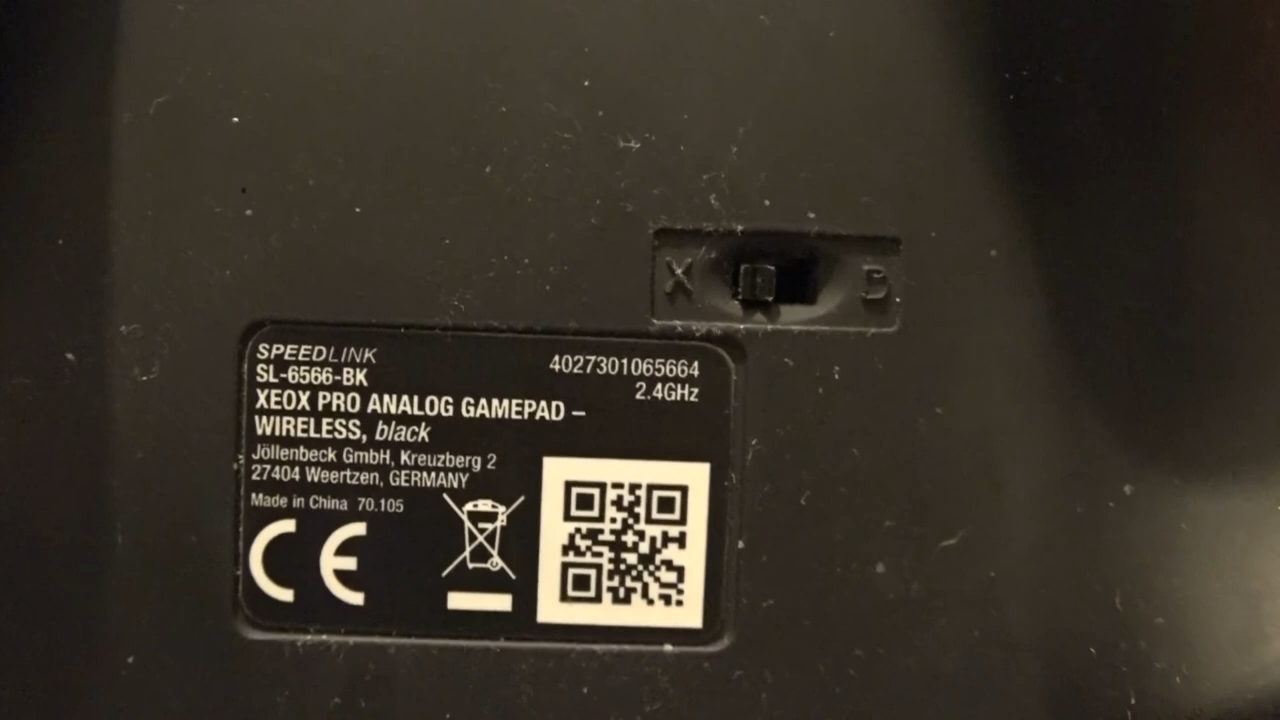 X D
SPEEDLINK
SL-6566-BK
4027301065664
2.4GHz
XEOX PRO ANALOG GAMEPAD –
WIRELESS, black
Jöllenbeck GmbH, Kreuzberg 2
27404 Weertzen, GERMANY
Made in China 70.105
CE